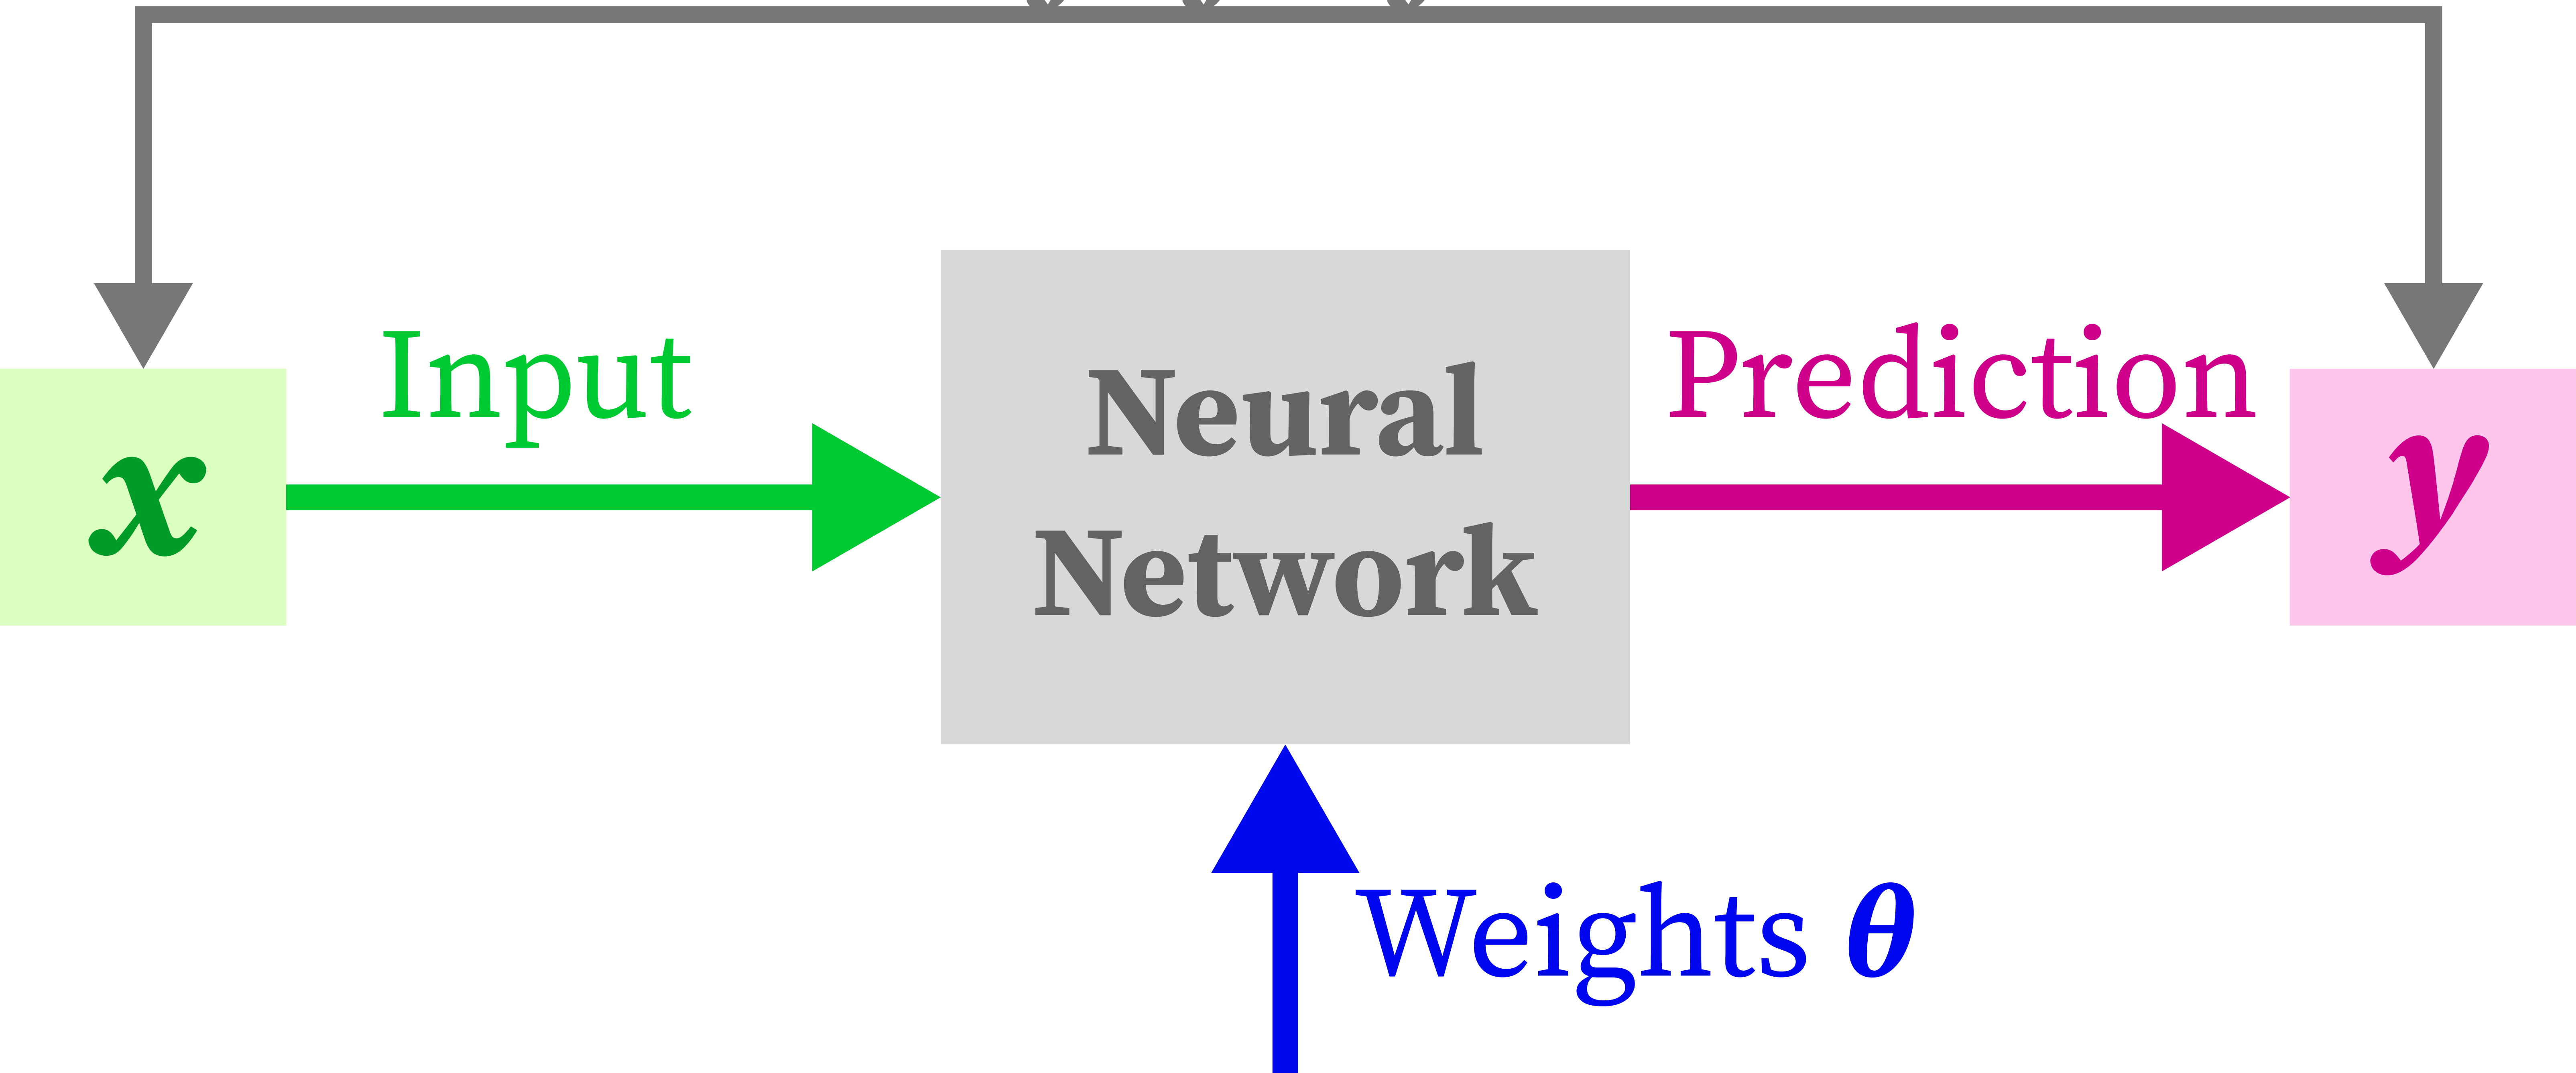 Input
Prediction
x
Neural
Network
y
Weights θ